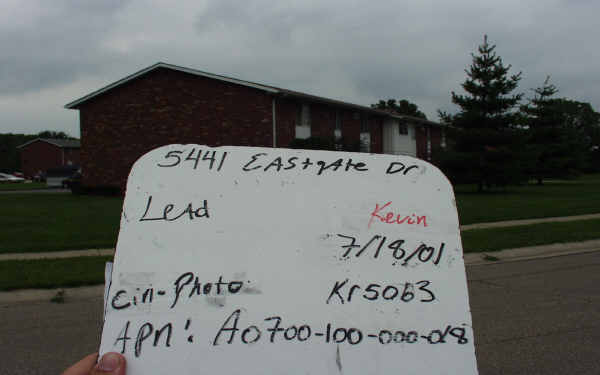 5441 EAstgAte Dr
LeAd Kevin
7/18/01
Cin-Photo Kr5063
APn: A0700-100-000-018